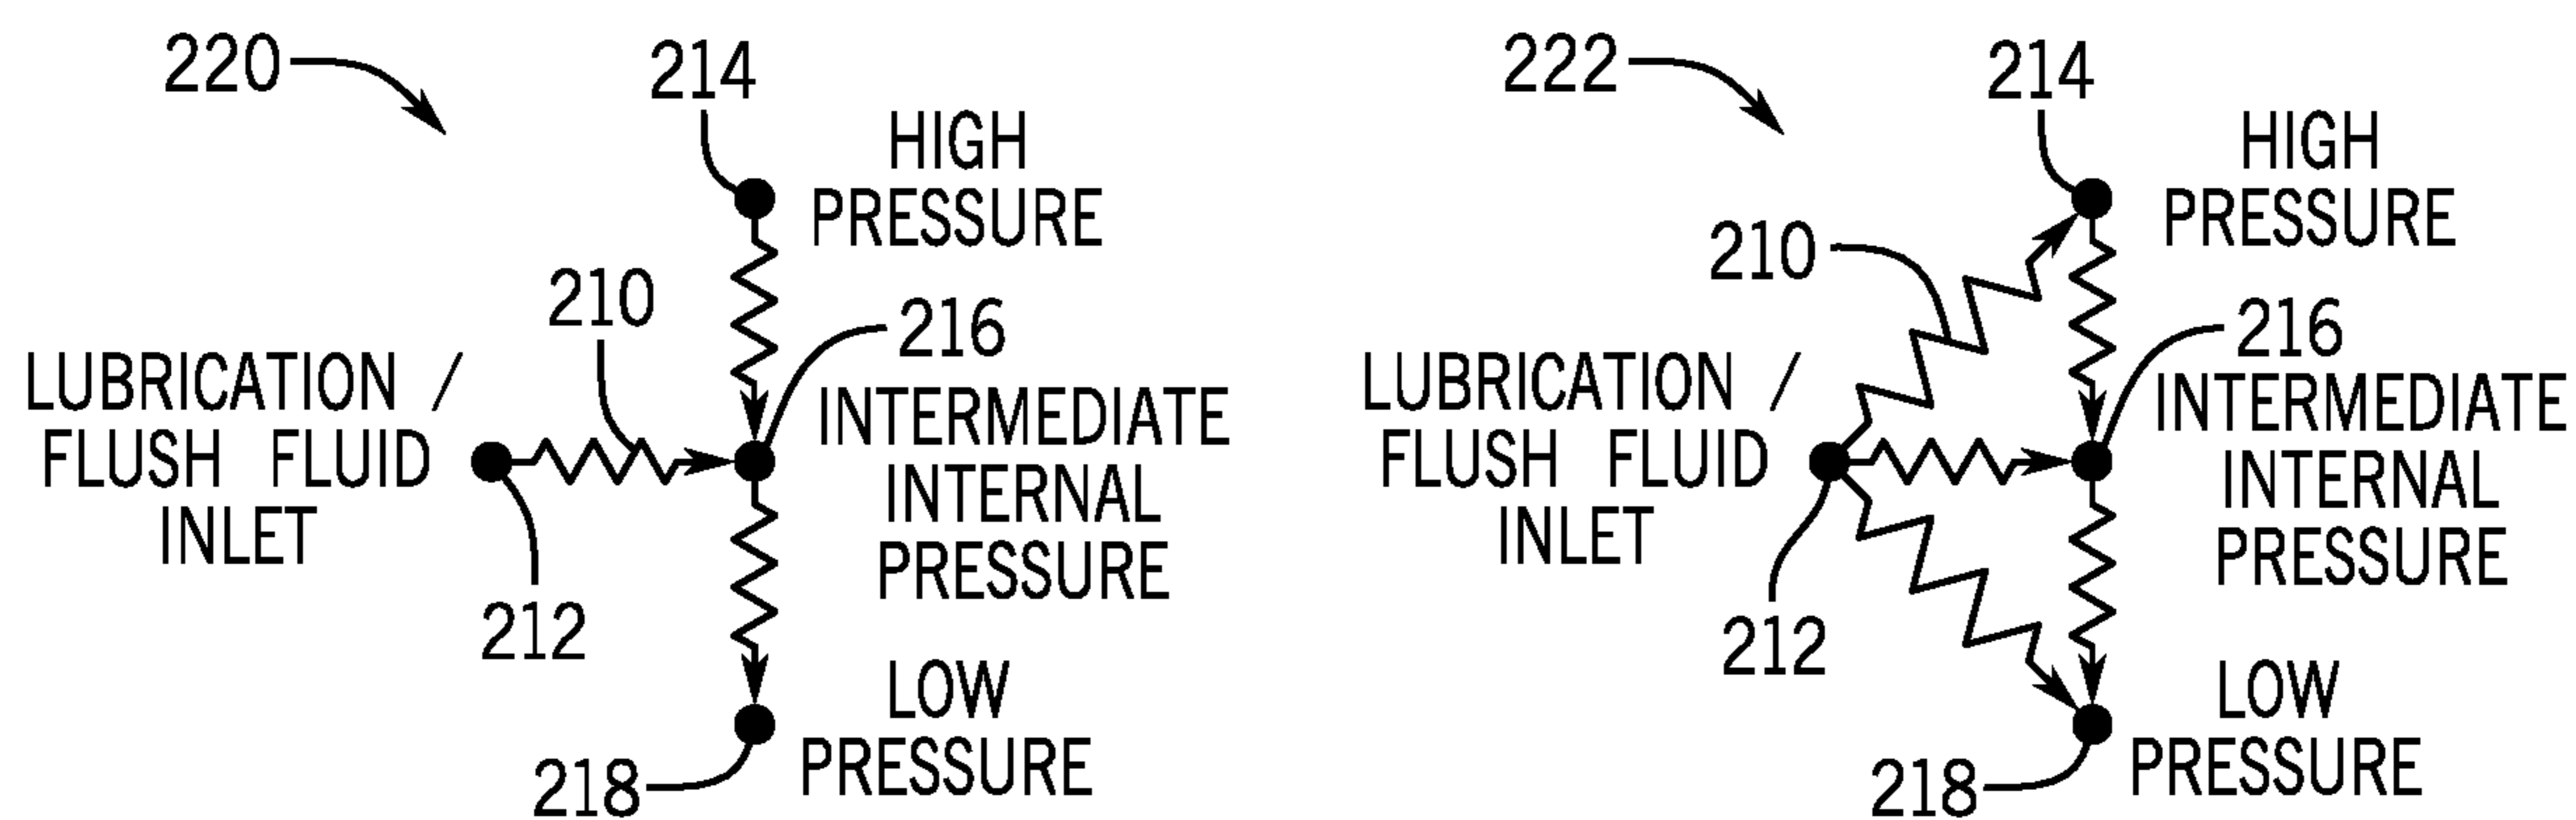 220
214
HIGH
PRESSURE
210
216
LUBRICATION /
FLUSH FLUID
INLET
INTERMEDIATE
INTERNAL
PRESSURE
212
LOW
PRESSURE
218
222
214
HIGH
PRESSURE
210
216
LUBRICATION /
FLUSH FLUID
INLET
INTERMEDIATE
INTERNAL
PRESSURE
212
LOW
PRESSURE
218